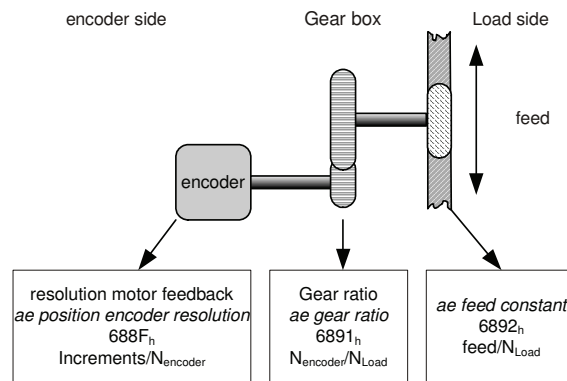 encoder side
Gear box
Load side
feed
encoder
resolution motor feedback
ae position encoder resolution
688Fₕ
Increments/Nencoder
Gear ratio
ae gear ratio
6891ₕ
Nencoder/NLoad
ae feed constant
6892ₕ
feed/NLoad